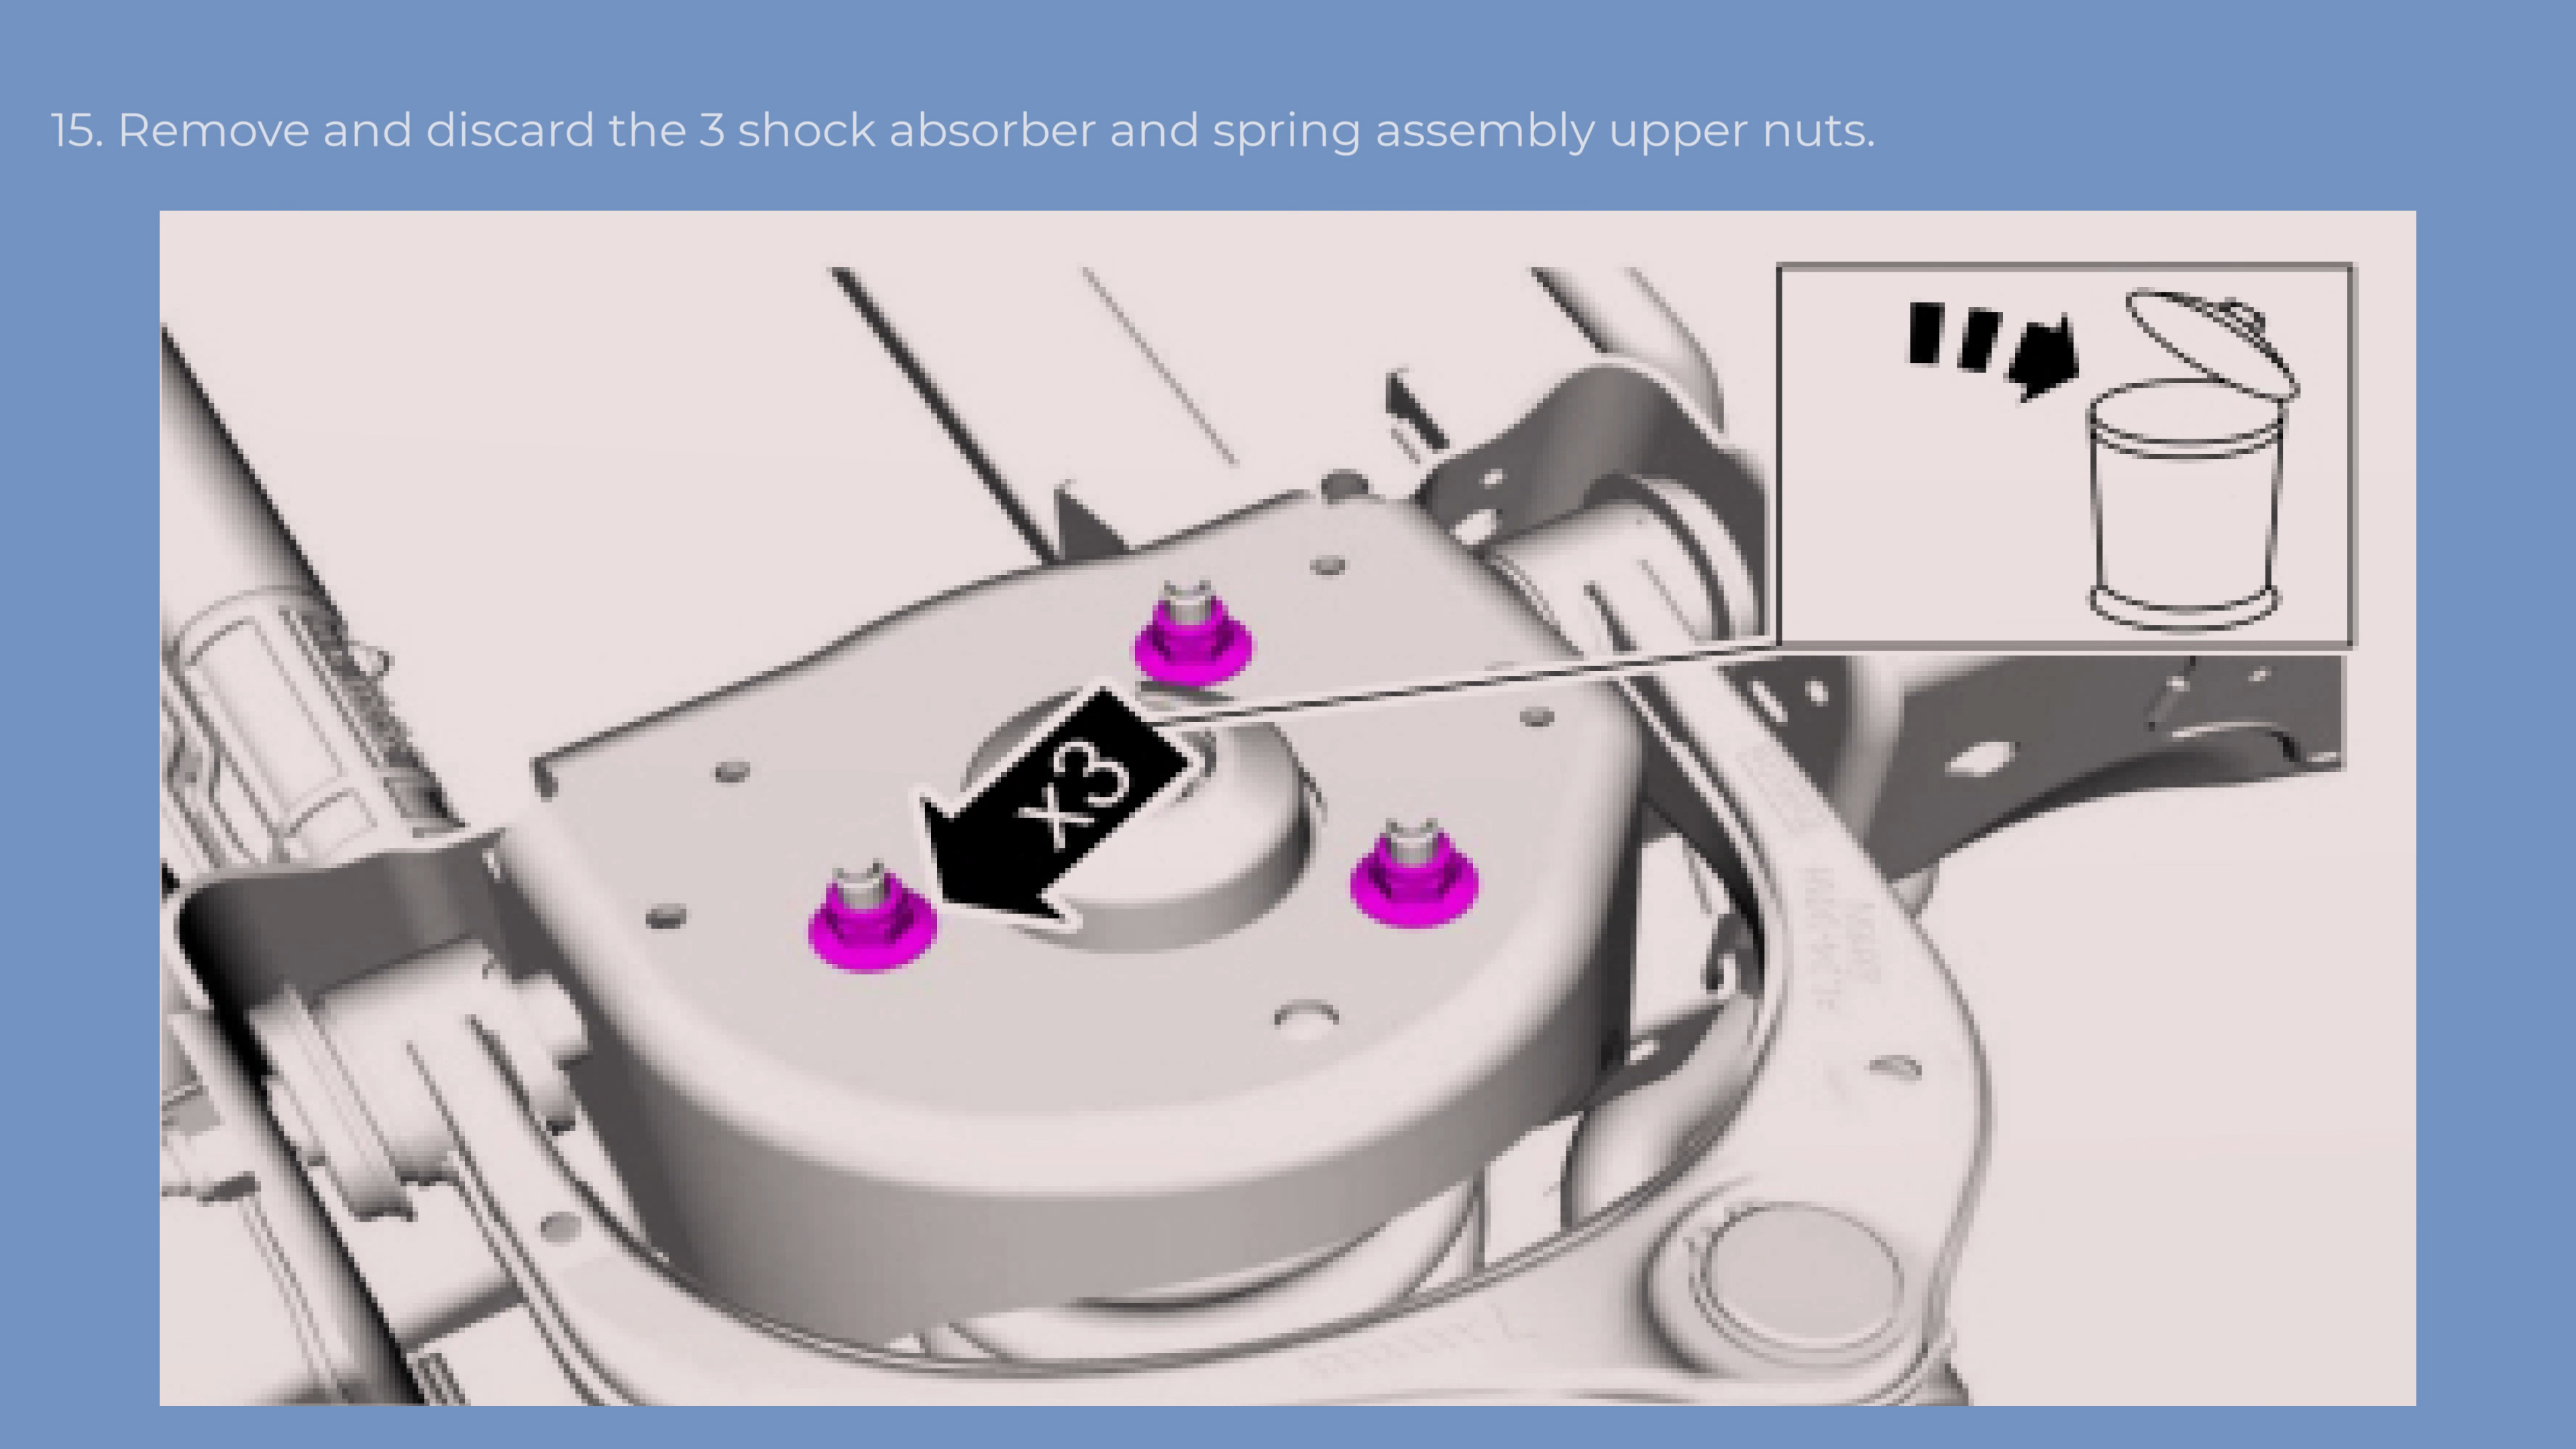 15. Remove and discard the 3 shock absorber and spring assembly upper nuts.
x3